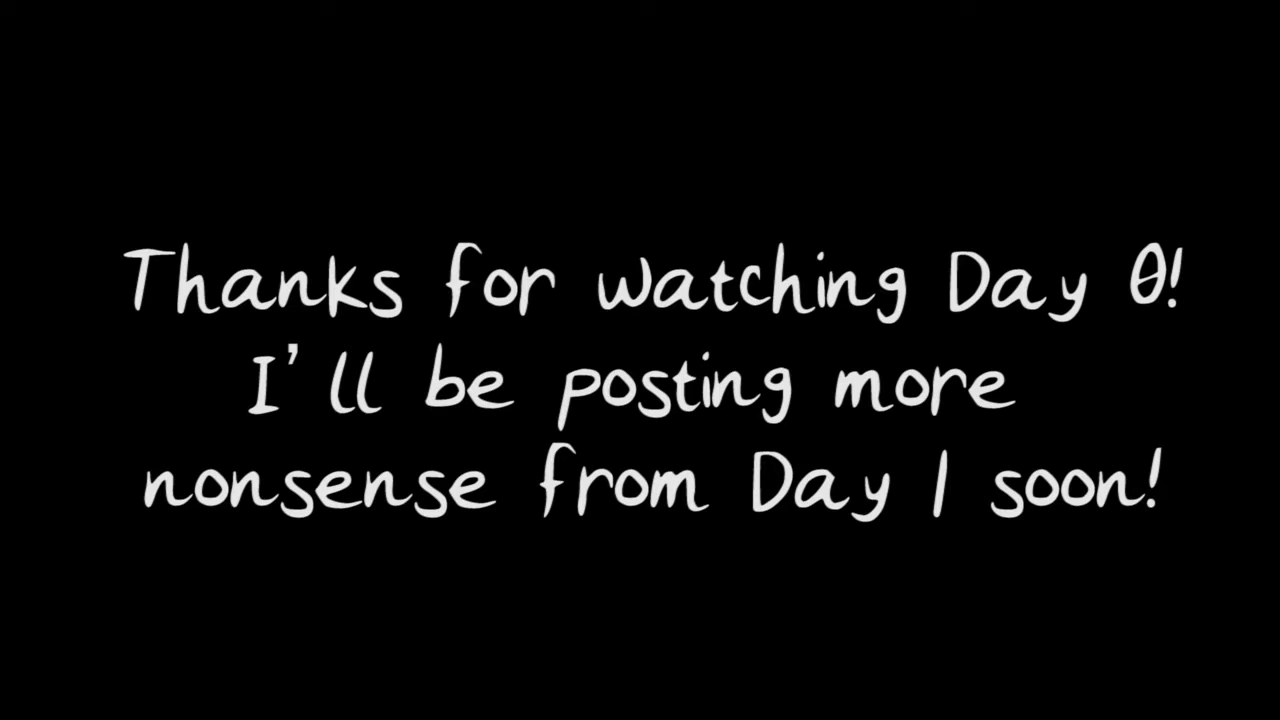 Thanks for watching Day 0!
I'll be posting more
nonsense from Day 1 soon!